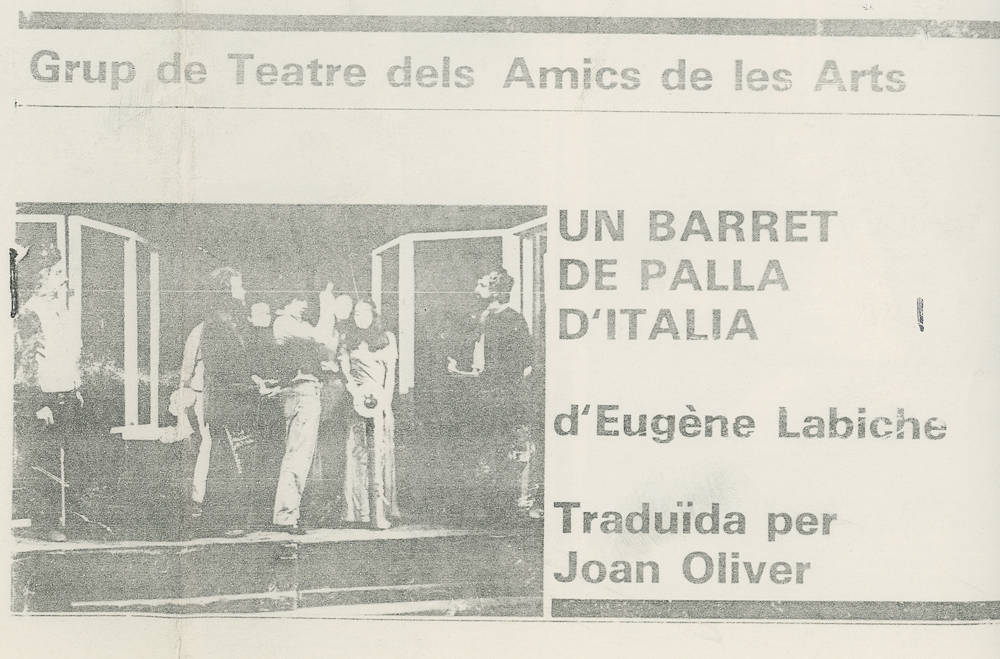 Grup de Teatre dels Amics de les Arts
UN BARRET
DE PALLA
D'ITALIA
d'Eugène Labiche
Traduïda per
Joan Oliver